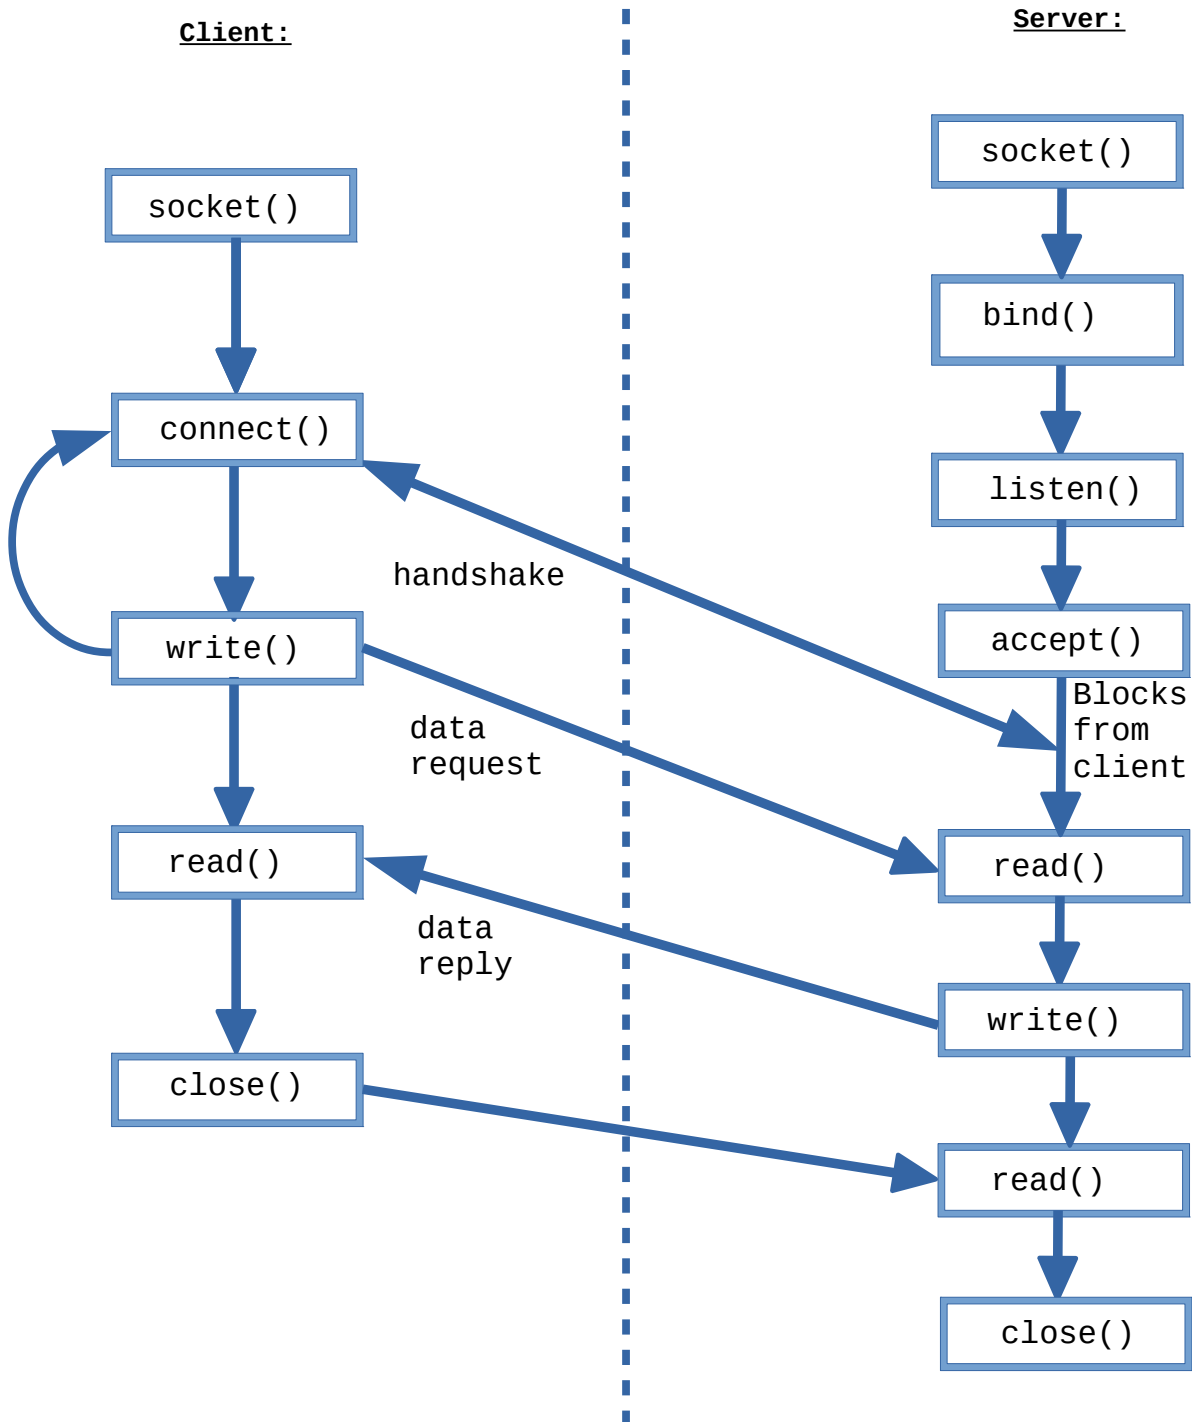 Client:
socket()
connect()
handshake
write()
data
request
read()
data
reply
close()
Server:
socket()
bind()
listen()
accept()
Blocks
from
client
read()
write()
read()
close()